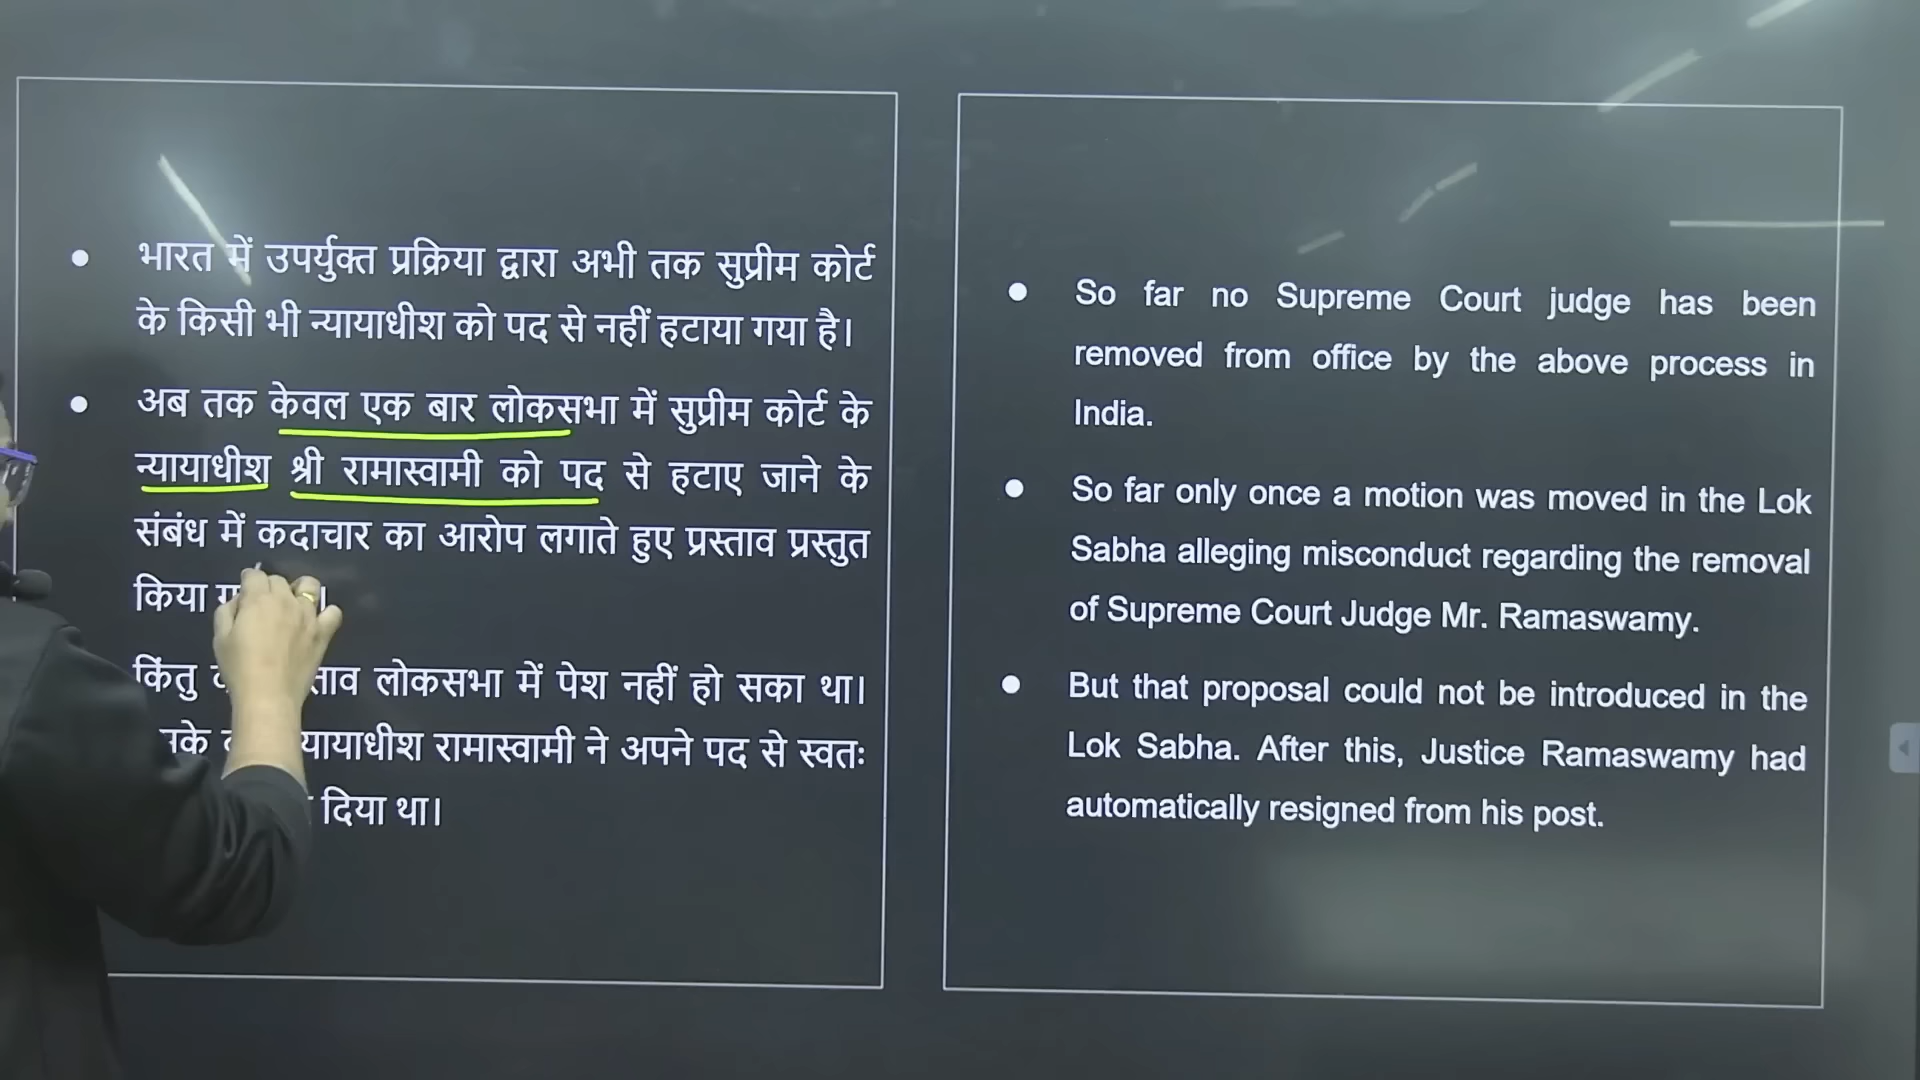 भारत में उपर्युक्त प्रक्रिया द्वारा अभी तक सुप्रीम कोर्ट
के किसी भी न्यायाधीश को पद से नहीं हटाया गया है।
अब तक केवल एक बार लोकसभा में सुप्रीम कोर्ट के
न्यायाधीश श्री रामास्वामी को पद से हटाए जाने के
संबंध में कदाचार का आरोप लगाते हुए प्रस्ताव प्रस्तुत
किया
किंतु लोकसभा में पेश नहीं हो सका था।
रामास्वामी ने अपने पद से स्वतः
दिया था।
So far no Supreme Court judge has been
removed from office by the above process in
India.
So far only once a motion was moved in the Lok
Sabha alleging misconduct regarding the removal
of Supreme Court Judge Mr. Ramaswamy.
But that proposal could not be introduced in the
Lok Sabha. After this, Justice Ramaswamy had
automatically resigned from his post.